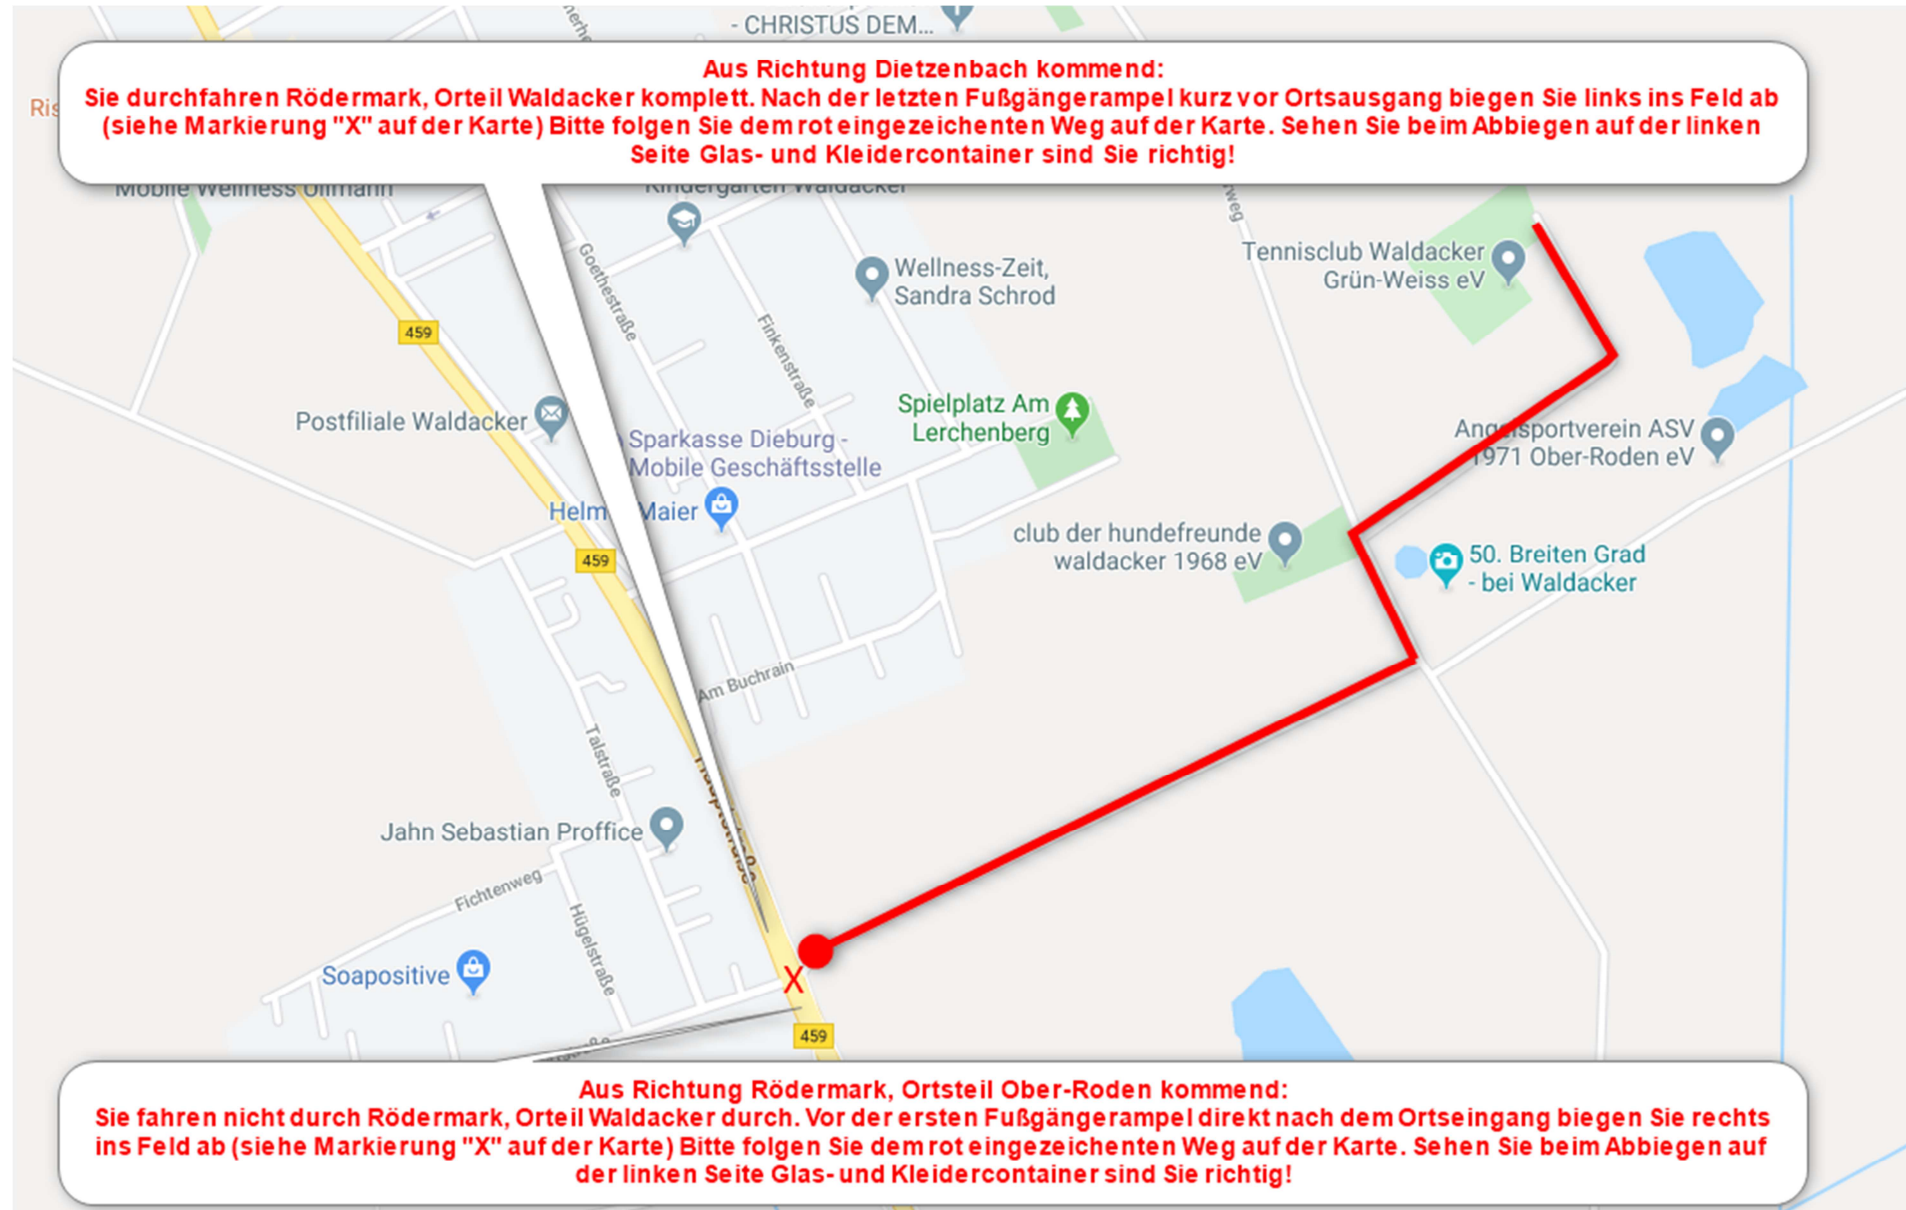 - CHRISTUS DEM...
Aus Richtung Dietzenbach kommend:
Sie durchfahren Rödermark, Orteil Waldacker komplett. Nach der letzten Fußgängerampel kurz vor Ortsausgang biegen Sie links ins Feld ab
(siehe Markierung "X" auf der Karte) Bitte folgen Sie dem rot eingezeichenten Weg auf der Karte. Sehen Sie beim Abbiegen auf der linken
Seite Glas- und Kleidercontainer sind Sie richtig!
Ris
Mobile Wellness Ullmann
Kindergarten Waldacker
Goethestraße
Wellness-Zeit,
Sandra Schrod
Tennisclub Waldacker
Grün-Weiss eV
459
Finkenstraße
Postfiliale Waldacker
Spielplatz Am
Lerchenberg
Sparkasse Dieburg -
Mobile Geschäftsstelle
Angelsportverein ASV
1971 Ober-Roden eV
Helm Maier
club der hundefreunde
waldacker 1968 eV
459
50. Breiten Grad
- bei Waldacker
Am Buchrain
Talstraße
Hauptstraße
Jahn Sebastian Proffice
Fichtenweg
Hügelstraße
Soapositive
X
459
Aus Richtung Rödermark, Ortsteil Ober-Roden kommend:
Sie fahren nicht durch Rödermark, Orteil Waldacker durch. Vor der ersten Fußgängerampel direkt nach dem Ortseingang biegen Sie rechts
ins Feld ab (siehe Markierung "X" auf der Karte) Bitte folgen Sie dem rot eingezeichenten Weg auf der Karte. Sehen Sie beim Abbiegen auf
der linken Seite Glas- und Kleidercontainer sind Sie richtig!